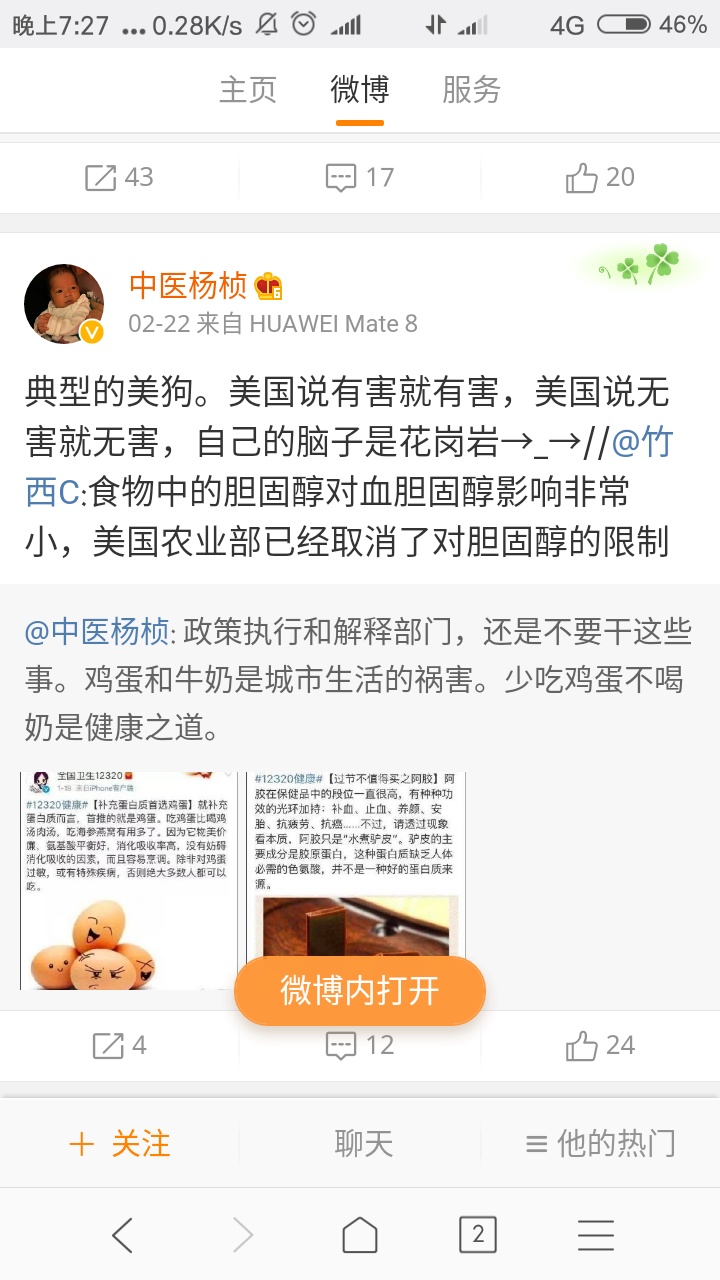 晚上7:27 ... 0.28K/s 4G 46%
主页 微博 服务
43 17 20
中医杨桢
02-22 来自 HUAWEI Mate 8
典型的美狗。美国说有害就有害，美国说无
害就无害，自己的脑子是花岗岩→_→//@竹
西C:食物中的胆固醇对血胆固醇影响非常
小，美国农业部已经取消了对胆固醇的限制
@中医杨桢: 政策执行和解释部门，还是不要干这些
事。鸡蛋和牛奶是城市生活的祸害。少吃鸡蛋不喝
奶是健康之道。
全国卫生12320
1-18 来自iPhone客户端
#12320健康#【补充蛋白质首选鸡蛋】就补充
蛋白质而言，首推的就是鸡蛋。吃鸡蛋比喝鸡
汤肉汤，吃海参燕窝有用多了。因为它物美价
廉、氨基酸平衡好、消化吸收率高，没有妨碍
消化吸收的因素，而且容易烹调。除非对鸡蛋
过敏，或有特殊疾病，否则绝大多数人都可以
吃。
#12320健康#【过节不值得买之阿胶】阿
胶在保健品中的段位一直很高，有种种功
效的光环加持：补血、止血、养颜、安
胎、抗疲劳、抗癌......不过，请透过现象
看本质，阿胶只是“水煮驴皮”。驴皮的主
要成分是胶原蛋白，这种蛋白质缺乏人体
必需的色氨酸，并不是一种好的蛋白质来
源。
微博内打开
4 12 24
+ 关注 聊天 他的热门
2